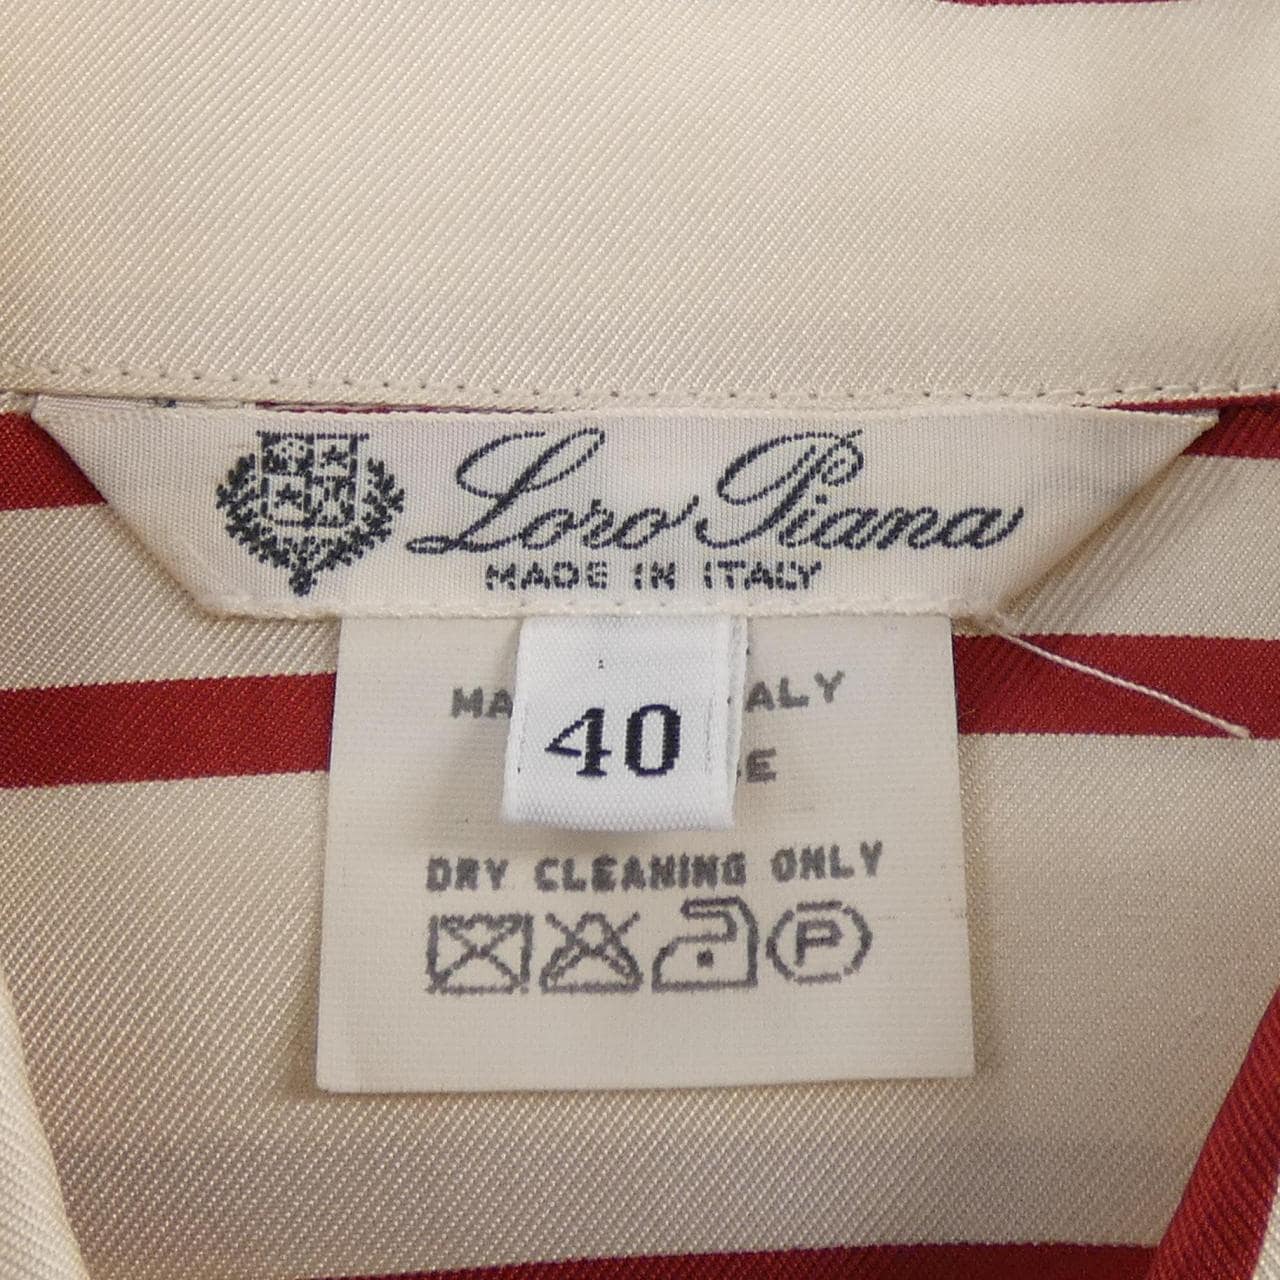 Loro Piana
MADE IN ITALY
40
DRY CLEANING ONLY
P